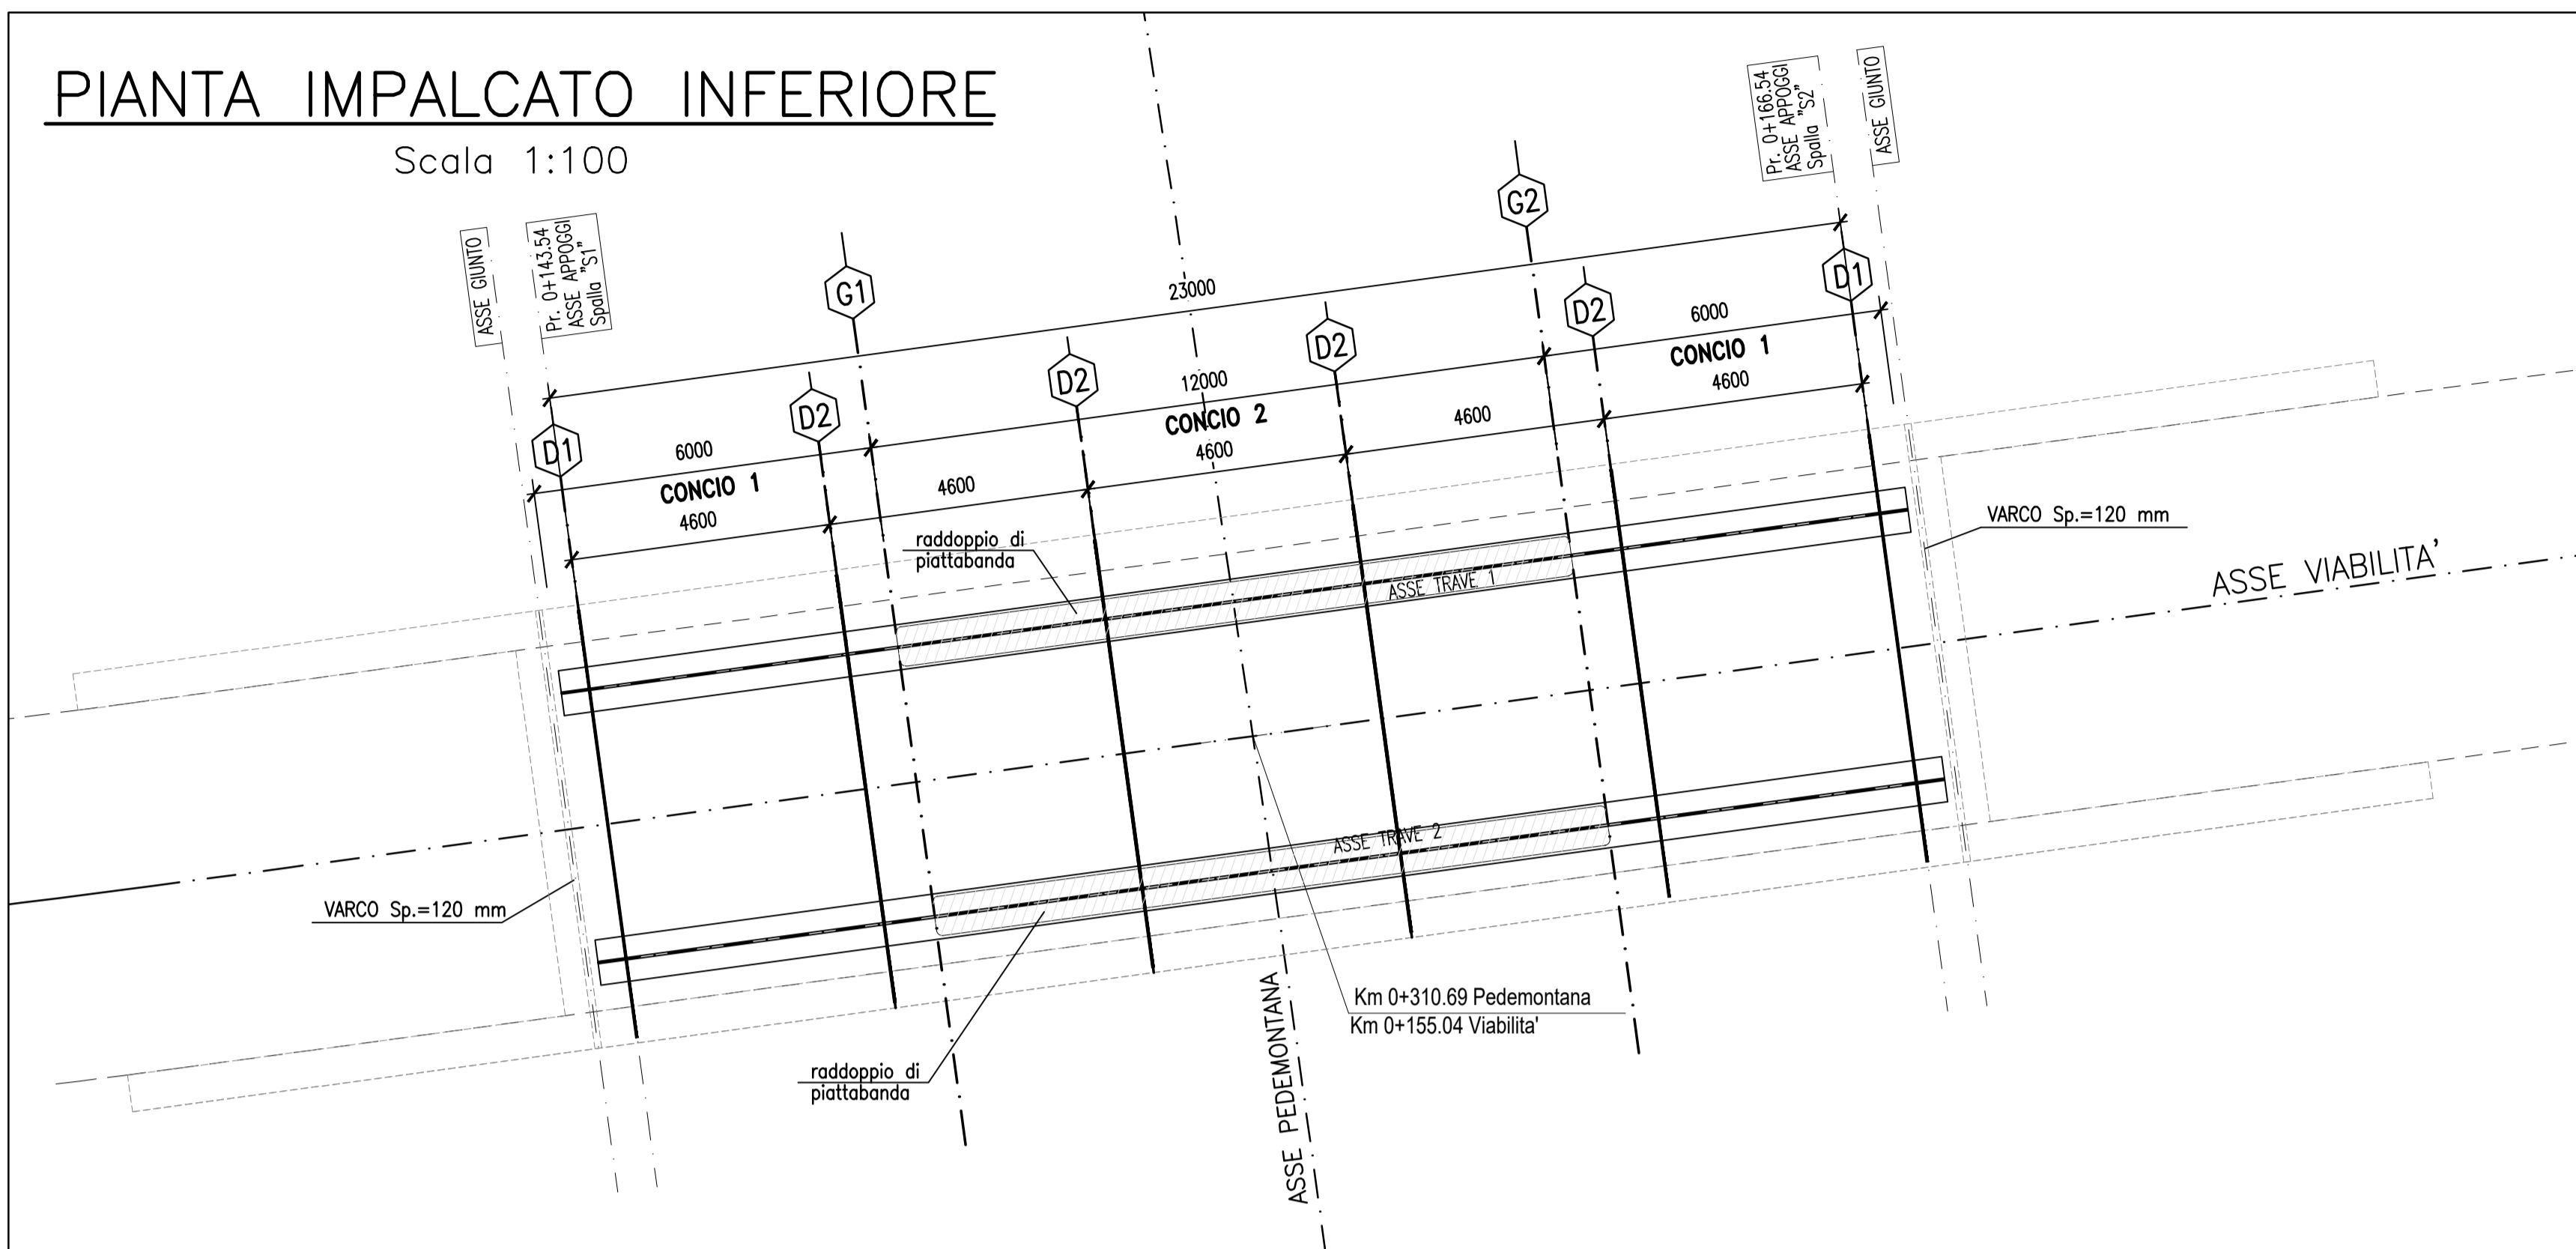 PIANTA IMPALCATO INFERIORE
Scala 1:100
ASSE GIUNTO
Pr. 0+143.54
ASSE APPOGGI
Spalla "S1"
Pr. 0+166.54
ASSE APPOGGI
Spalla "S2"
ASSE GIUNTO
G1
G2
23000
D1
D2
D2
D2
D2
D1
6000
12000
6000
CONCIO 1
CONCIO 2
CONCIO 1
4600
4600
4600
4600
4600
raddoppio di
piattabanda
ASSE TRAVE 1
VARCO Sp.=120 mm
ASSE VIABILITA'
ASSE TRAVE 2
VARCO Sp.=120 mm
raddoppio di
piattabanda
ASSE PEDEMONTANA
Km 0+310.69 Pedemontana
Km 0+155.04 Viabilita'